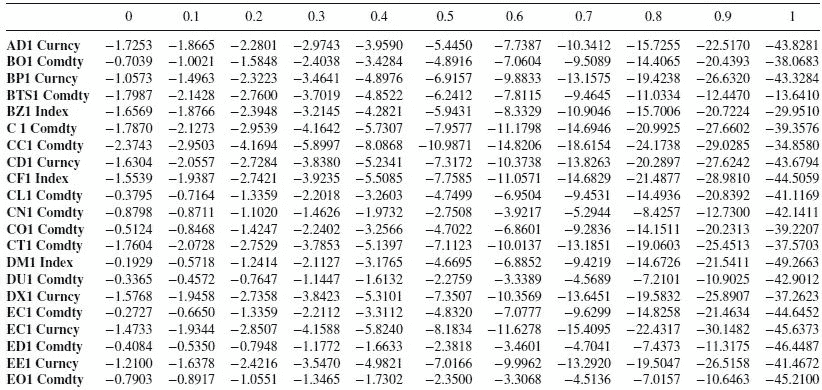 0 0.1 0.2 0.3 0.4 0.5 0.6 0.7 0.8 0.9 1
AD1 Curncy −1.7253 −1.8665 −2.2801 −2.9743 −3.9590 −5.4450 −7.7387 −10.3412 −15.7255 −22.5170 −43.8281
BO1 Comdty −0.7039 −1.0021 −1.5848 −2.4038 −3.4284 −4.8916 −7.0604 −9.5089 −14.4065 −20.4393 −38.0683
BP1 Curncy −1.0573 −1.4963 −2.3223 −3.4641 −4.8976 −6.9157 −9.8833 −13.1575 −19.4238 −26.6320 −43.3284
BTS1 Comdty −1.7987 −2.1428 −2.7600 −3.7019 −4.8522 −6.2412 −7.8115 −9.4645 −11.0334 −12.4470 −13.6410
BZ1 Index −1.6569 −1.8766 −2.3948 −3.2145 −4.2821 −5.9431 −8.3329 −10.9046 −15.7006 −20.7224 −29.9510
C 1 Comdty −1.7870 −2.1273 −2.9539 −4.1642 −5.7307 −7.9577 −11.1798 −14.6946 −20.9925 −27.6602 −39.3576
CC1 Comdty −2.3743 −2.9503 −4.1694 −5.8997 −8.0868 −10.9871 −14.8206 −18.6154 −24.1738 −29.0285 −34.8580
CD1 Curncy −1.6304 −2.0557 −2.7284 −3.8380 −5.2341 −7.3172 −10.3738 −13.8263 −20.2897 −27.6242 −43.6794
CF1 Index −1.5539 −1.9387 −2.7421 −3.9235 −5.5085 −7.7585 −11.0571 −14.6829 −21.4877 −28.9810 −44.5059
CL1 Comdty −0.3795 −0.7164 −1.3359 −2.2018 −3.2603 −4.7499 −6.9504 −9.4531 −14.4936 −20.8392 −41.1169
CN1 Comdty −0.8798 −0.8711 −1.1020 −1.4626 −1.9732 −2.7508 −3.9217 −5.2944 −8.4257 −12.7300 −42.1411
CO1 Comdty −0.5124 −0.8468 −1.4247 −2.2402 −3.2566 −4.7022 −6.8601 −9.2836 −14.1511 −20.2313 −39.2207
CT1 Comdty −1.7604 −2.0728 −2.7529 −3.7853 −5.1397 −7.1123 −10.0137 −13.1851 −19.0603 −25.4513 −37.5703
DM1 Index −0.1929 −0.5718 −1.2414 −2.1127 −3.1765 −4.6695 −6.8852 −9.4219 −14.6726 −21.5411 −49.2663
DU1 Comdty −0.3365 −0.4572 −0.7647 −1.1447 −1.6132 −2.2759 −3.3389 −4.5689 −7.2101 −10.9025 −42.9012
DX1 Curncy −1.5768 −1.9458 −2.7358 −3.8423 −5.3101 −7.3507 −10.3569 −13.6451 −19.5832 −25.8907 −37.2623
EC1 Comdty −0.2727 −0.6650 −1.3359 −2.2112 −3.3112 −4.8320 −7.0777 −9.6299 −14.8258 −21.4634 −44.6452
EC1 Curncy −1.4733 −1.9344 −2.8507 −4.1588 −5.8240 −8.1834 −11.6278 −15.4095 −22.4317 −30.1482 −45.6373
ED1 Comdty −0.4084 −0.5350 −0.7948 −1.1772 −1.6633 −2.3818 −3.4601 −4.7041 −7.4373 −11.3175 −46.4487
EE1 Curncy −1.2100 −1.6378 −2.4216 −3.5470 −4.9821 −7.0166 −9.9962 −13.2920 −19.5047 −26.5158 −41.4672
EO1 Comdty −0.7903 −0.8917 −1.0551 −1.3465 −1.7302 −2.3500 −3.3068 −4.5136 −7.0157 −10.6463 −45.2100